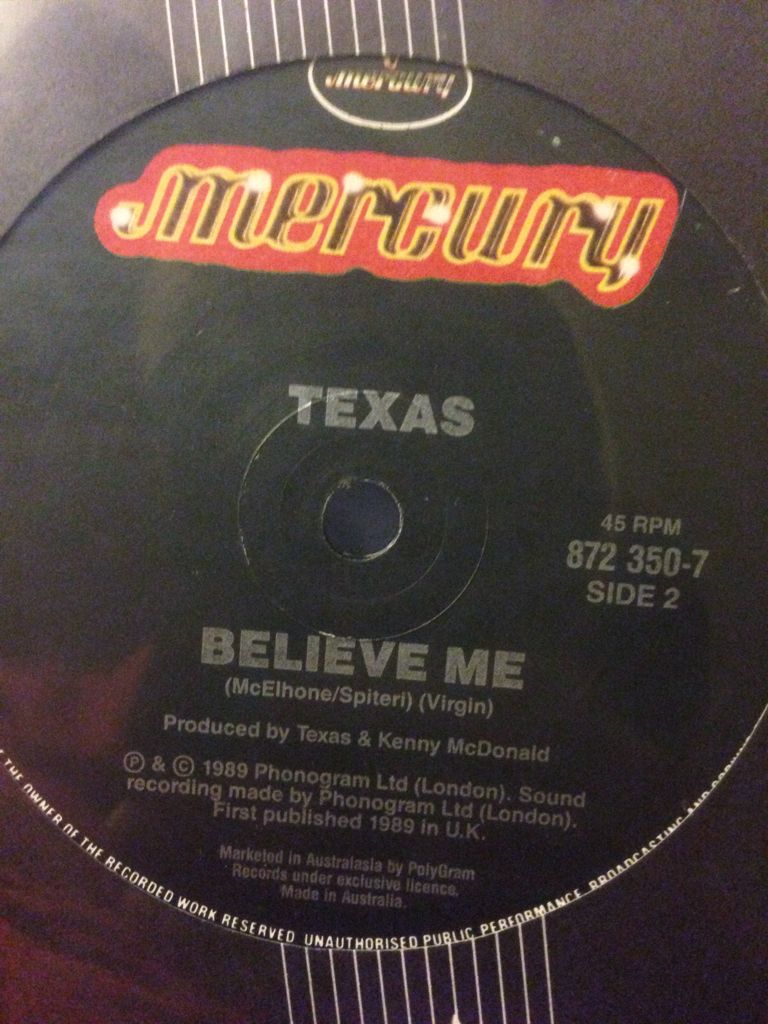 mercury
mercury
TEXAS
45 RPM
872 350-7
SIDE 2
BELIEVE ME
(McElhone/Spiteri) (Virgin)
Produced by Texas & Kenny McDonald
Ⓟ & © 1989 Phonogram Ltd (London). Sound
recording made by Phonogram Ltd (London).
First published 1989 in U.K.
Marketed in Australasia by PolyGram
Records under exclusive licence.
Made in Australia.
THE OWNER OF THE RECORDED WORK RESERVED UNAUTHORISED PUBLIC PERFORMANCE BROADCASTING AND